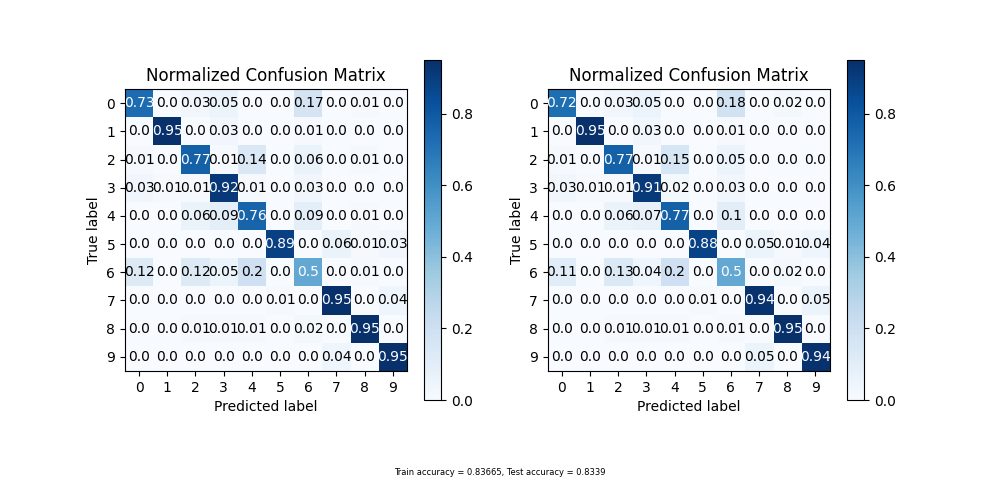 Normalized Confusion Matrix
0 0.73 0.0 0.03 0.05 0.0 0.0 0.17 0.0 0.01 0.0
1 0.0 0.95 0.0 0.03 0.0 0.0 0.01 0.0 0.0 0.0
2 0.01 0.0 0.77 0.01 0.14 0.0 0.06 0.0 0.01 0.0
3 0.03 0.01 0.01 0.92 0.01 0.0 0.03 0.0 0.0 0.0
4 0.0 0.0 0.06 0.09 0.76 0.0 0.09 0.0 0.01 0.0
5 0.0 0.0 0.0 0.0 0.0 0.89 0.0 0.06 0.01 0.03
6 0.12 0.0 0.12 0.05 0.2 0.0 0.5 0.0 0.01 0.0
7 0.0 0.0 0.0 0.0 0.0 0.01 0.0 0.95 0.0 0.04
8 0.0 0.0 0.01 0.01 0.01 0.0 0.02 0.0 0.95 0.0
9 0.0 0.0 0.0 0.0 0.0 0.0 0.0 0.04 0.0 0.95
0 1 2 3 4 5 6 7 8 9
True label
Predicted label
0.8
0.6
0.4
0.2
0.0
Normalized Confusion Matrix
0 0.72 0.0 0.03 0.05 0.0 0.0 0.18 0.0 0.02 0.0
1 0.0 0.95 0.0 0.03 0.0 0.0 0.01 0.0 0.0 0.0
2 0.01 0.0 0.77 0.01 0.15 0.0 0.05 0.0 0.01 0.0
3 0.03 0.01 0.01 0.91 0.02 0.0 0.03 0.0 0.0 0.0
4 0.0 0.0 0.06 0.07 0.77 0.0 0.1 0.0 0.01 0.0
5 0.0 0.0 0.0 0.0 0.0 0.88 0.0 0.05 0.01 0.04
6 0.11 0.0 0.13 0.04 0.2 0.0 0.5 0.0 0.02 0.0
7 0.0 0.0 0.0 0.0 0.0 0.01 0.0 0.94 0.0 0.05
8 0.0 0.0 0.01 0.01 0.01 0.0 0.01 0.0 0.95 0.0
9 0.0 0.0 0.0 0.0 0.0 0.0 0.0 0.05 0.0 0.94
0 1 2 3 4 5 6 7 8 9
True label
Predicted label
0.8
0.6
0.4
0.2
0.0
Train accuracy = 0.83665, Test accuracy = 0.8339